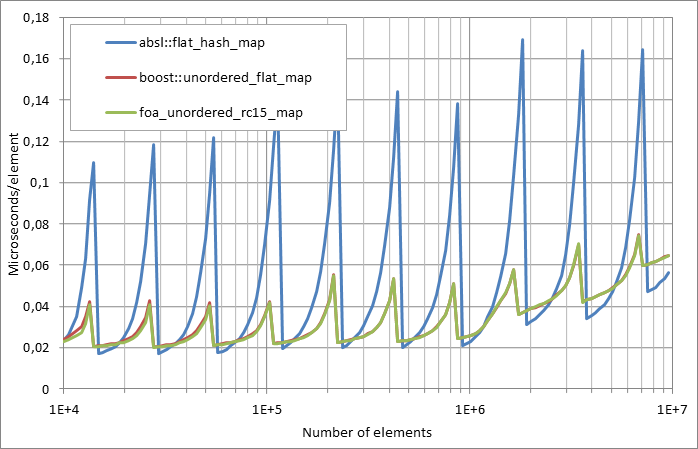 0,18
0,16
0,14
0,12
0,1
0,08
0,06
0,04
0,02
0
Microseconds/element
absl::flat_hash_map
boost::unordered_flat_map
foa_unordered_rc15_map
1E+4 1E+5 1E+6 1E+7
Number of elements